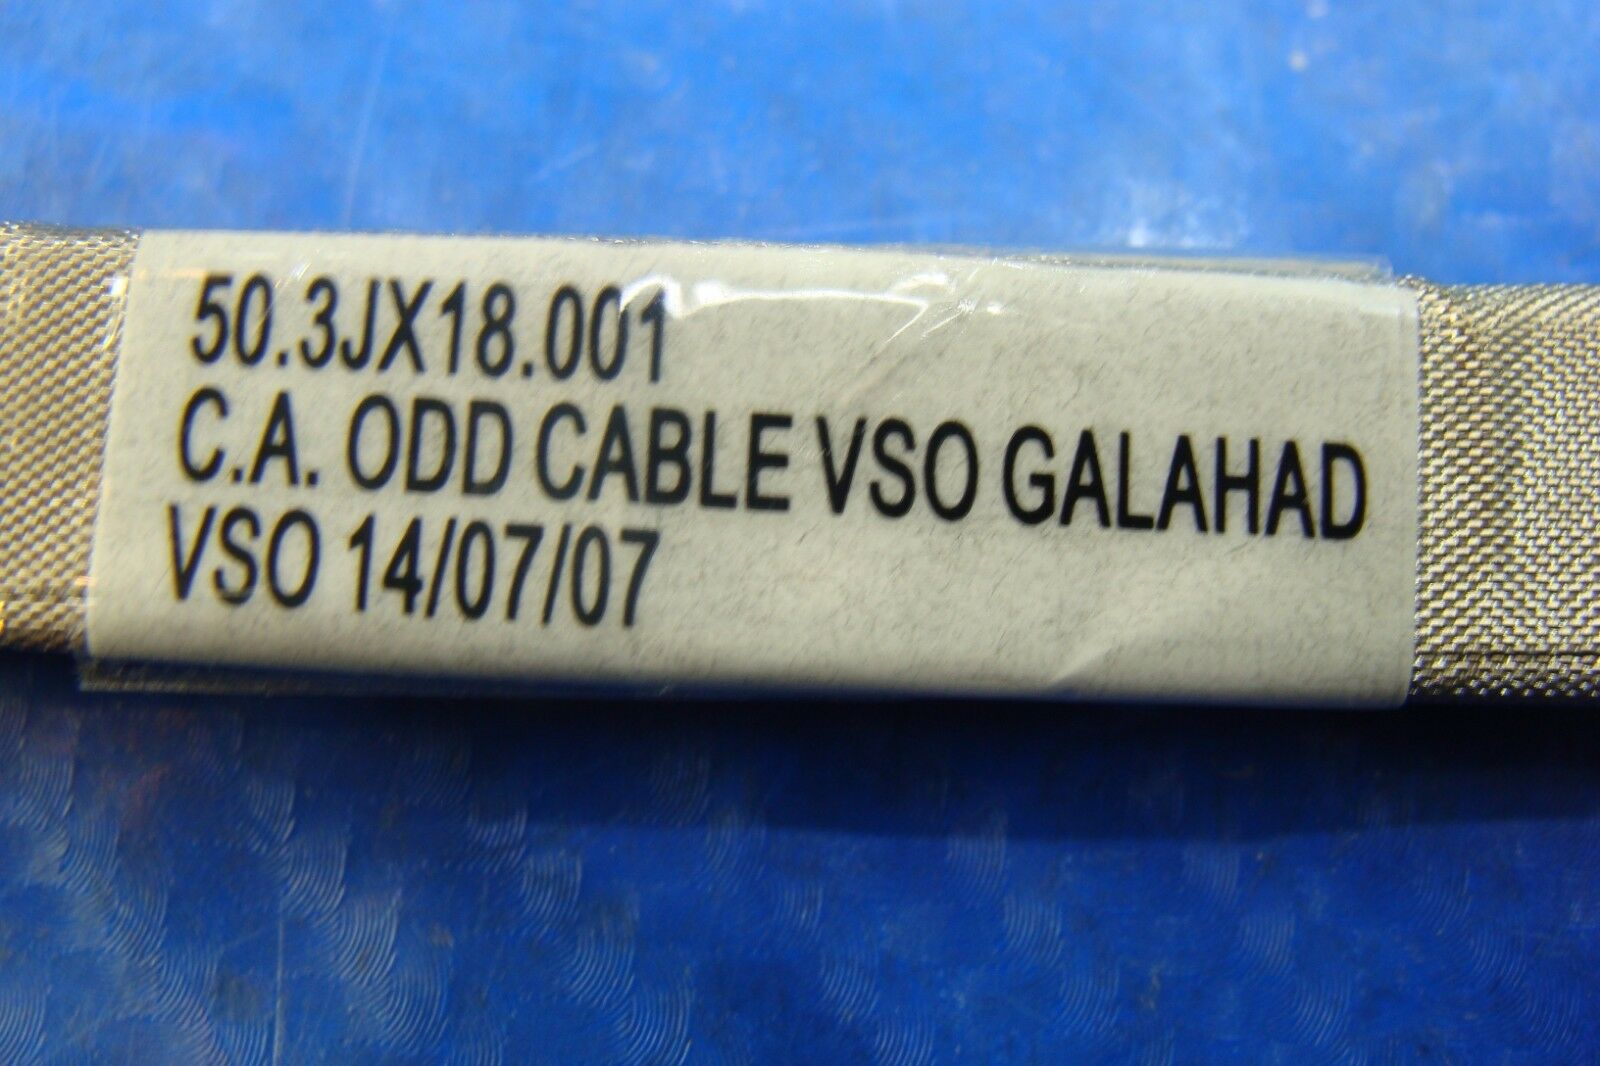 50.3JX18.001
C.A. ODD CABLE VSO GALAHAD
VSO 14/07/07